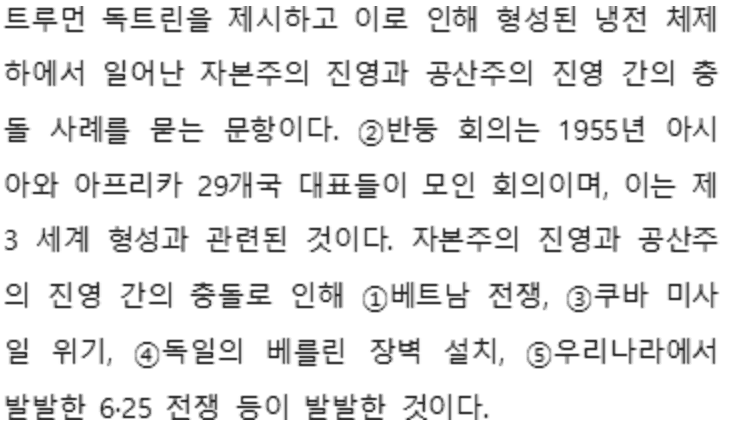 트루먼 독트린을 제시하고 이로 인해 형성된 냉전 체제
하에서 일어난 자본주의 진영과 공산주의 진영 간의 충
돌 사례를 묻는 문항이다. ②반둥 회의는 1955년 아시
아와 아프리카 29개국 대표들이 모인 회의이며, 이는 제
3 세계 형성과 관련된 것이다. 자본주의 진영과 공산주
의 진영 간의 충돌로 인해 ①베트남 전쟁, ③쿠바 미사
일 위기, ④독일의 베를린 장벽 설치, ⑤우리나라에서
발발한 6·25 전쟁 등이 발발한 것이다.